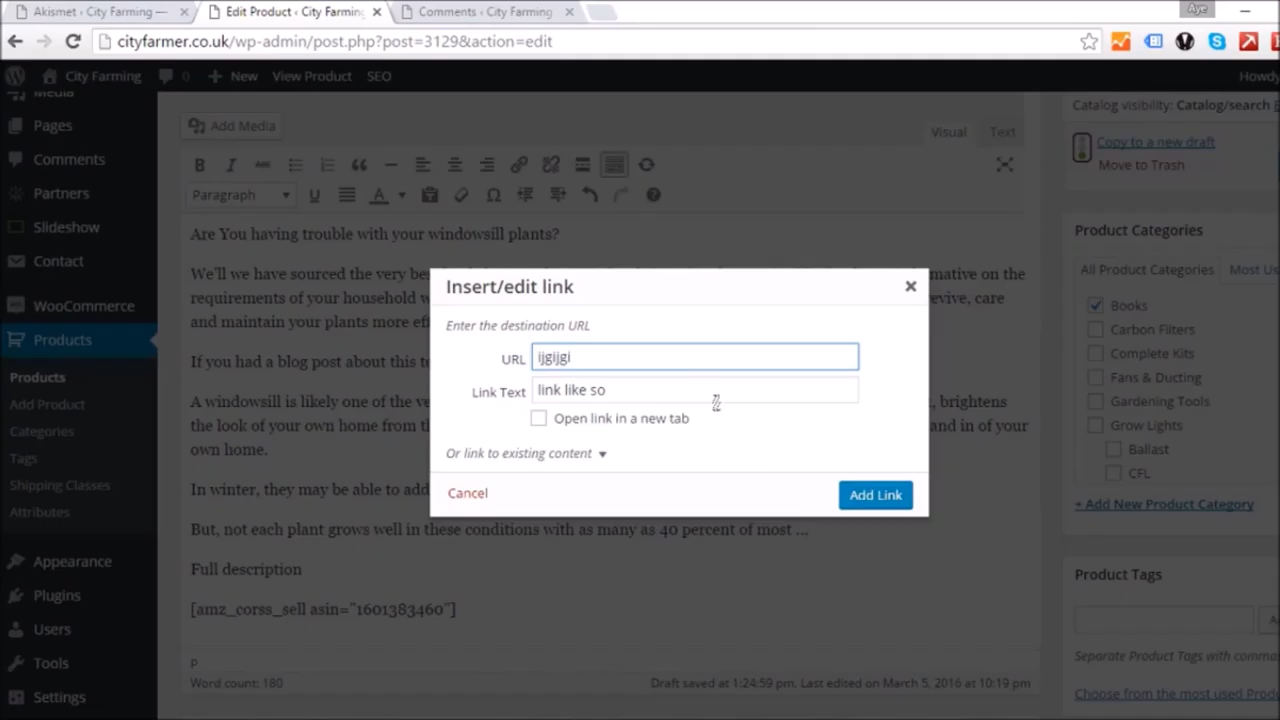 Akismet ‹ City Farming —
Edit Product ‹ City Farming
Comments ‹ City Farming
Aye
cityfarmer.co.uk/wp-admin/post.php?post=3129&action=edit
City Farming
0
New
View Product
SEO
Howdy
Media
Pages
Comments
Partners
Slideshow
Contact
WooCommerce
Products
Products
Add Product
Categories
Tags
Shipping Classes
Attributes
Appearance
Plugins
Users
Tools
Settings
Add Media
Visual
Text
Paragraph
Are You having trouble with your windowsill plants?
We'll we have sourced the very
on the
requirements of your household
care
and maintain your plants more
If you had a blog post about this
A windowsill is likely one of the
brightens
the look of your own home from
and in of your
own home.
In winter, they may be able to add
But, not each plant grows well in these conditions with as many as 40 percent of most ...
Full description
[amz_corss_sell asin="1601383460"]
P
Word count: 180
Draft saved at 1:24:59 pm. Last edited on March 5, 2016 at 10:19 pm
Insert/edit link
Enter the destination URL
URL
ijgijgi
Link Text
link like so
Open link in a new tab
Or link to existing content
Cancel
Add Link
Catalog visibility: Catalog/search
Copy to a new draft
Move to Trash
Product Categories
All Product Categories
Most
Books
Carbon Filters
Complete Kits
Fans & Ducting
Gardening Tools
Grow Lights
Ballast
CFL
+ Add New Product Category
Product Tags
Separate Product Tags with
Choose from the most used